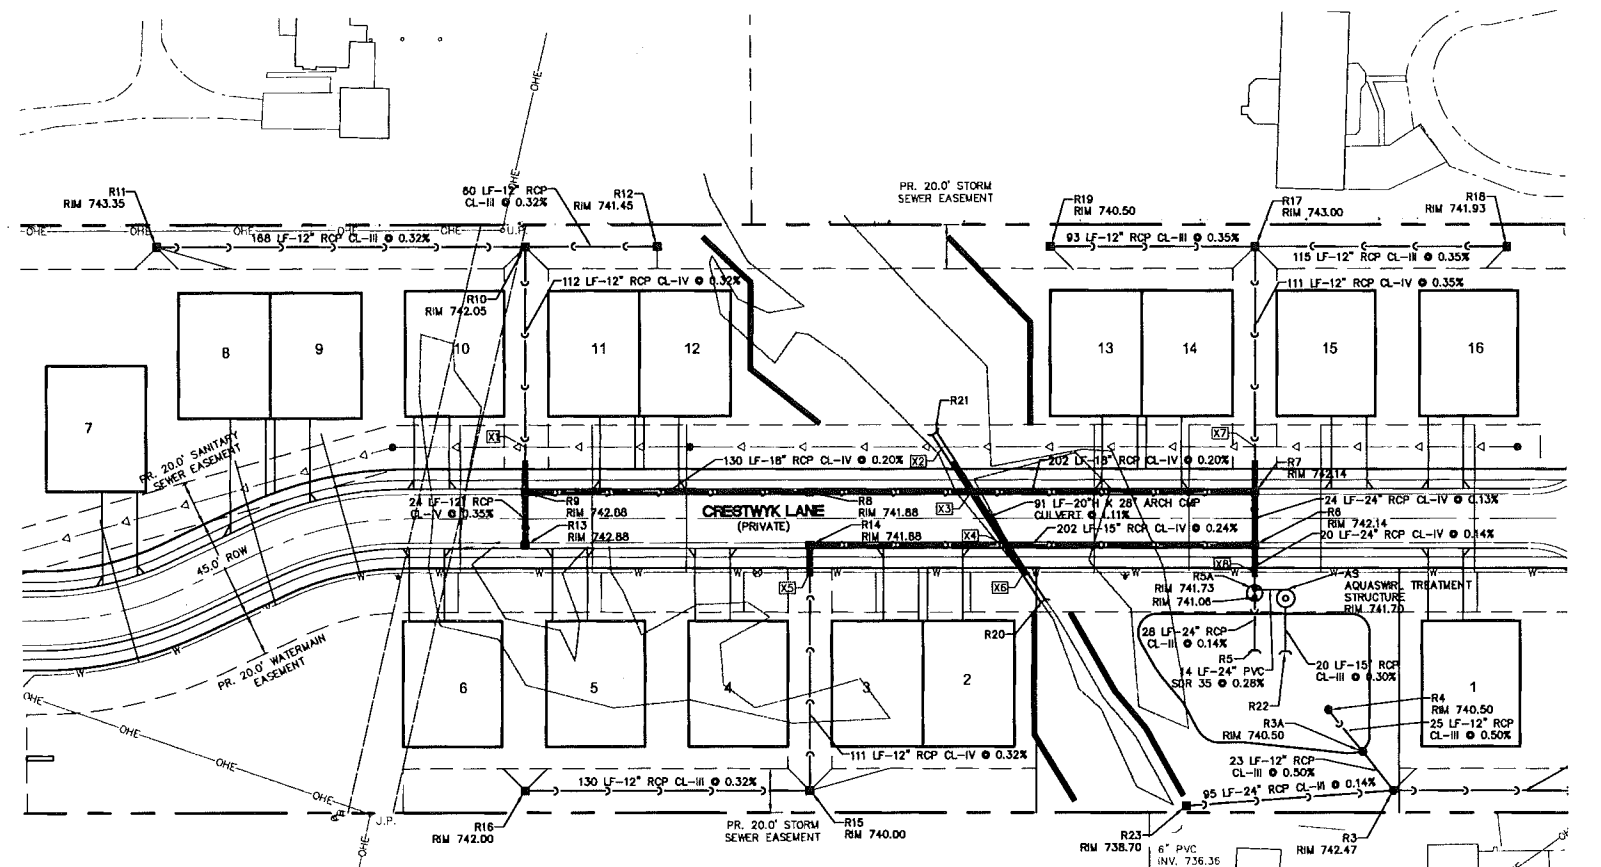 OHE
R11
RIM 743.35
60 LF-12" RCP
CL-III @ 0.32%
OHE
R12
RIM 741.45
PR. 20.0' STORM
SEWER EASEMENT
R19
RIM 740.50
R17
RIM 743.00
R18
RIM 741.93
OHE
OHE
OHE
OHE
OHE
U.P.
168 LF-12" RCP CL-III @ 0.32%
93 LF-12" RCP CL-III @ 0.35%
115 LF-12" RCP CL-III @ 0.35%
R10
RIM 742.05
112 LF-12" RCP CL-IV @ 0.32%
111 LF-12" RCP CL-IV @ 0.35%
7
8
9
10
11
12
13
14
15
16
R21
X1
X2
X7
PR. 20.0' SANITARY
SEWER EASEMENT
130 LF-18" RCP CL-IV @ 0.20%
202 LF-18" RCP CL-IV @ 0.20%
R7
RIM 742.14
24 LF-12" RCP
CL-V @ 0.35%
R9
RIM 742.08
R8
RIM 741.88
X3
91 LF-20"H X 28" ARCH CMP
CULVERT @ 1.11%
24 LF-24" RCP CL-IV @ 0.13%
R13
RIM 742.88
CRESTWYK LANE
(PRIVATE)
R14
RIM 741.88
X4
202 LF-15" RCP CL-IV @ 0.24%
R6
RIM 742.14
20 LF-24" RCP CL-IV @ 0.14%
45.0' ROW
W
W
W
W
W
W
W
W
W
X5
X6
X8
R5A
RIM 741.73
RIM 741.06
AS
AQUASWIRL TREATMENT
STRUCTURE
RIM 741.70
PR. 20.0' WATERMAIN
EASEMENT
R20
28 LF-24" RCP
CL-III @ 0.14%
R5
14 LF-24" PVC
SDR 35 @ 0.28%
20 LF-15" RCP
CL-III @ 0.30%
R22
R4
RIM 740.50
R3A
RIM 740.50
25 LF-12" RCP
CL-III @ 0.50%
6
5
4
3
2
1
OHE
OHE
OHE
OHE
OHE
U.P.
111 LF-12" RCP CL-IV @ 0.32%
23 LF-12" RCP
CL-III @ 0.50%
130 LF-12" RCP CL-III @ 0.32%
95 LF-24" RCP CL-III @ 0.14%
R16
RIM 742.00
PR. 20.0' STORM
SEWER EASEMENT
R15
RIM 740.00
R23
RIM 738.70
6" PVC
INV. 736.36
R3
RIM 742.47